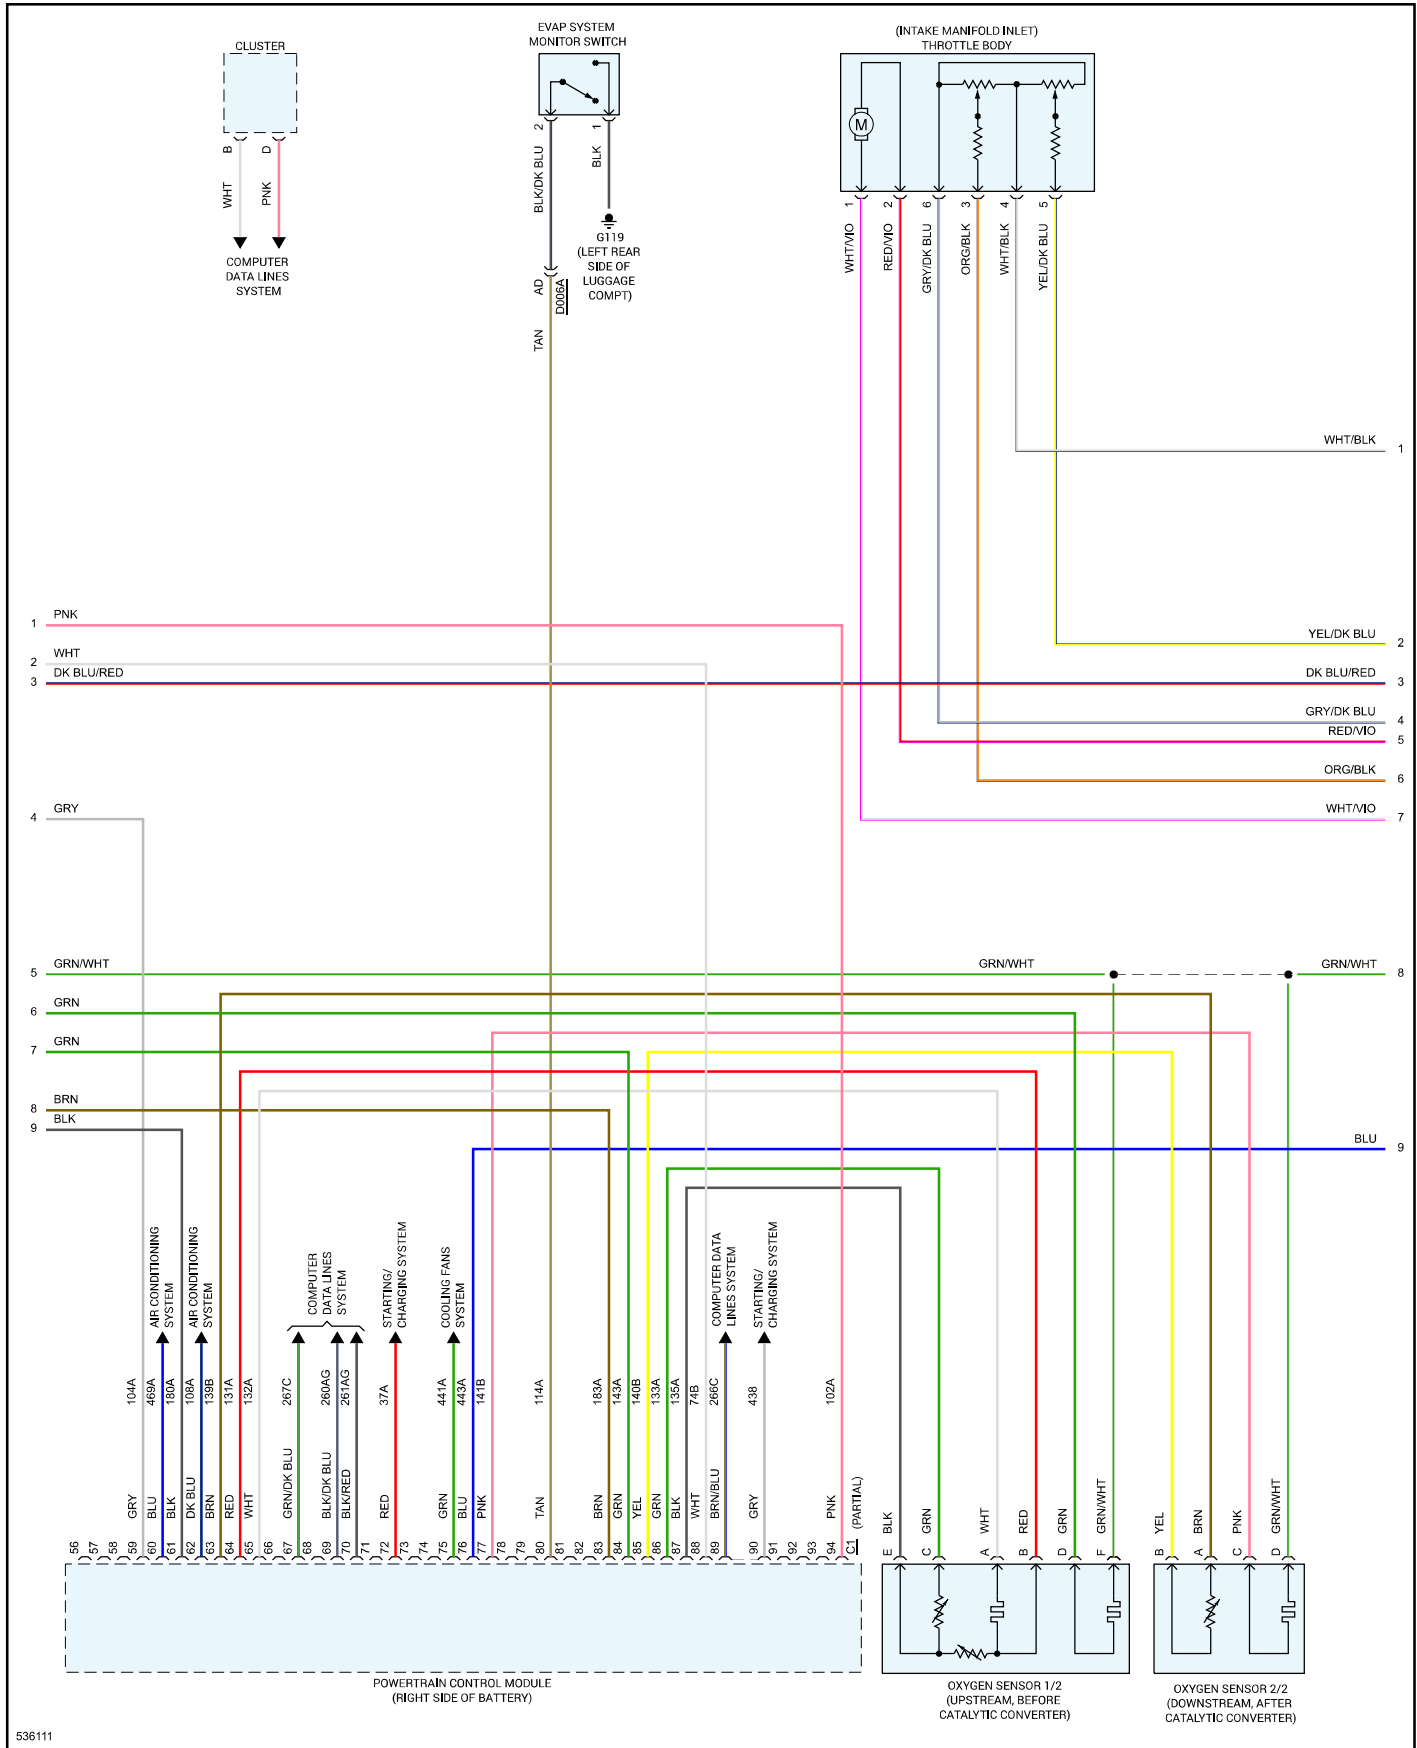 CLUSTER
B
D
WHT
PNK
COMPUTER
DATA LINES
SYSTEM
EVAP SYSTEM
MONITOR SWITCH
2
1
BLK/DK BLU
BLK
G119
(LEFT REAR
SIDE OF
LUGGAGE
COMPT)
AD
D006A
TAN
(INTAKE MANIFOLD INLET)
THROTTLE BODY
M
1
2
6
3
4
5
WHT/VIO
RED/VIO
GRY/DK BLU
ORG/BLK
WHT/BLK
YEL/DK BLU
WHT/BLK
1
YEL/DK BLU
2
DK BLU/RED
3
GRY/DK BLU
4
RED/VIO
5
ORG/BLK
6
WHT/VIO
7
1
PNK
2
WHT
3
DK BLU/RED
4
GRY
5
GRN/WHT
GRN/WHT
GRN/WHT
8
6
GRN
7
GRN
8
BRN
9
BLK
BLU
9
AIR CONDITIONING
SYSTEM
AIR CONDITIONING
SYSTEM
COMPUTER
DATA LINES
SYSTEM
STARTING/
CHARGING SYSTEM
COOLING FANS
SYSTEM
COMPUTER DATA
LINES SYSTEM
STARTING/
CHARGING SYSTEM
104A
469A
180A
108A
139B
131A
132A
267C
260AG
261AG
37A
441A
443A
141B
114A
183A
143A
140B
133A
135A
74B
266C
438
102A
GRY
BLU
BLK
DK BLU
BRN
RED
WHT
GRN/DK BLU
BLK/DK BLU
BLK/RED
RED
GRN
BLU
PNK
TAN
BRN
GRN
YEL
GRN
BLK
WHT
BRN/BLU
GRY
PNK
(PARTIAL)
56
57
58
59
60
61
62
63
64
65
66
67
68
69
70
71
72
73
74
75
76
77
78
79
80
81
82
83
84
85
86
87
88
89
90
91
92
93
94
C1
POWERTRAIN CONTROL MODULE
(RIGHT SIDE OF BATTERY)
BLK
GRN
WHT
RED
GRN
GRN/WHT
E
C
A
B
D
F
OXYGEN SENSOR 1/2
(UPSTREAM, BEFORE
CATALYTIC CONVERTER)
YEL
BRN
PNK
GRN/WHT
B
A
C
D
OXYGEN SENSOR 2/2
(DOWNSTREAM, AFTER
CATALYTIC CONVERTER)
536111